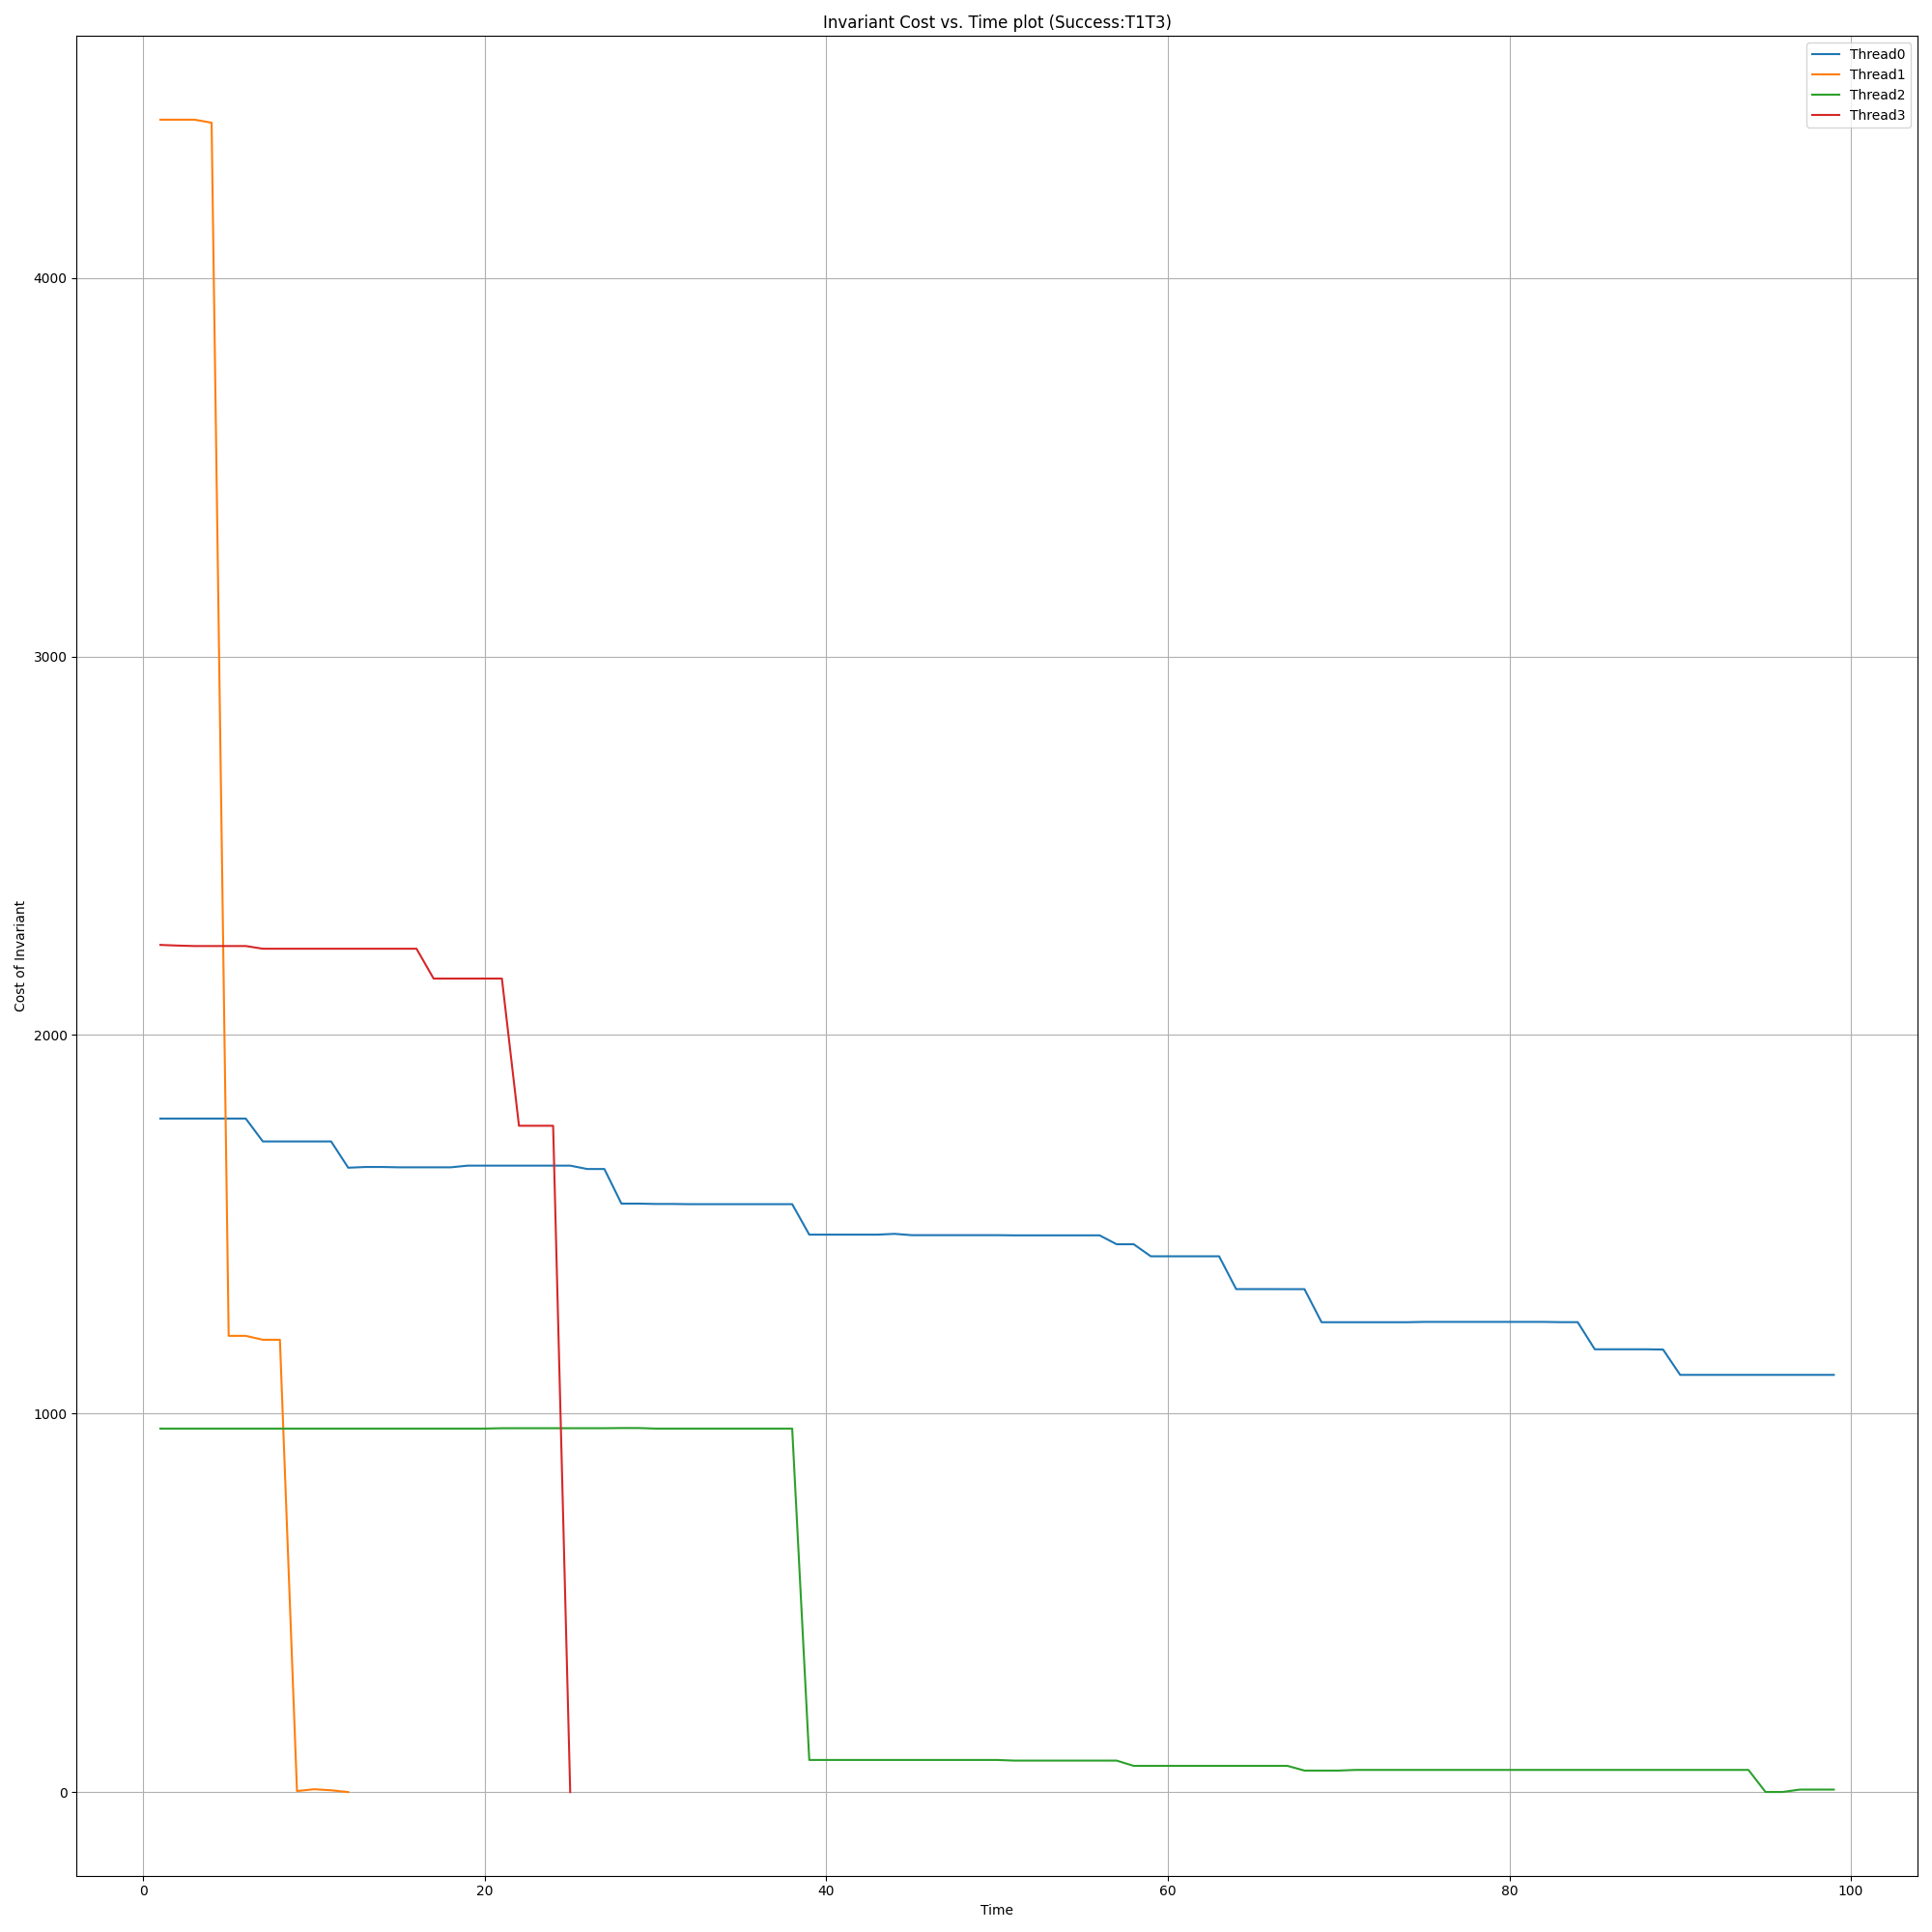 Invariant Cost vs. Time plot (Success:T1T3)
Thread0
Thread1
Thread2
Thread3
Cost of Invariant
4000
3000
2000
1000
0
0 20 40 60 80 100
Time